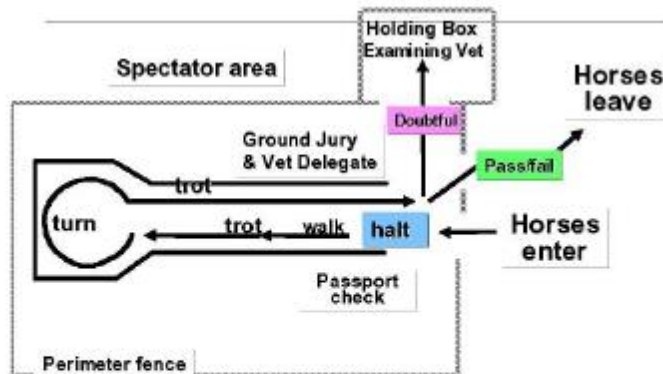 Holding Box
Examining Vet
Spectator area
Horses
leave
Doubtful
Ground Jury
& Vet Delegate
Pass/fail
trot
turn
trot
walk
halt
Horses
enter
Passport
check
Perimeter fence